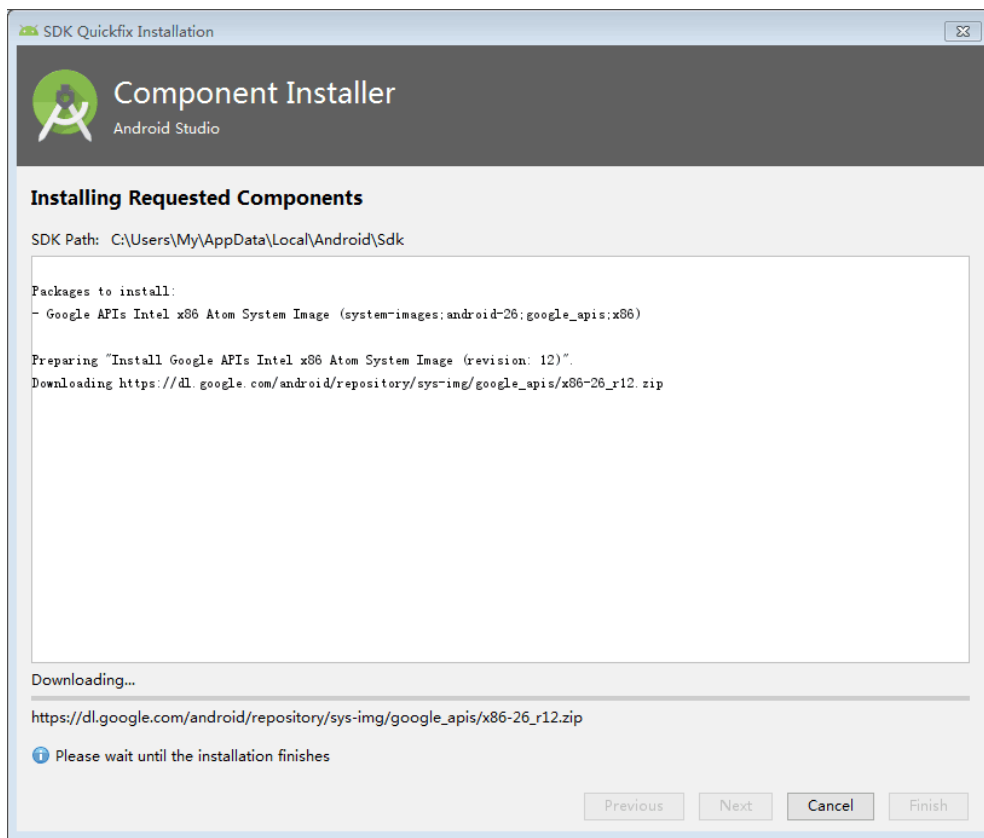 SDK Quickfix Installation
Component Installer
Android Studio
Installing Requested Components
SDK Path: C:\Users\My\AppData\Local\Android\Sdk
Packages to install:
- Google APIs Intel x86 Atom System Image (system-images;android-26;google_apis;x86)
Preparing "Install Google APIs Intel x86 Atom System Image (revision: 12)".
Downloading https://dl.google.com/android/repository/sys-img/google_apis/x86-26_r12.zip
Downloading...
https://dl.google.com/android/repository/sys-img/google_apis/x86-26_r12.zip
Please wait until the installation finishes
Previous Next Cancel Finish